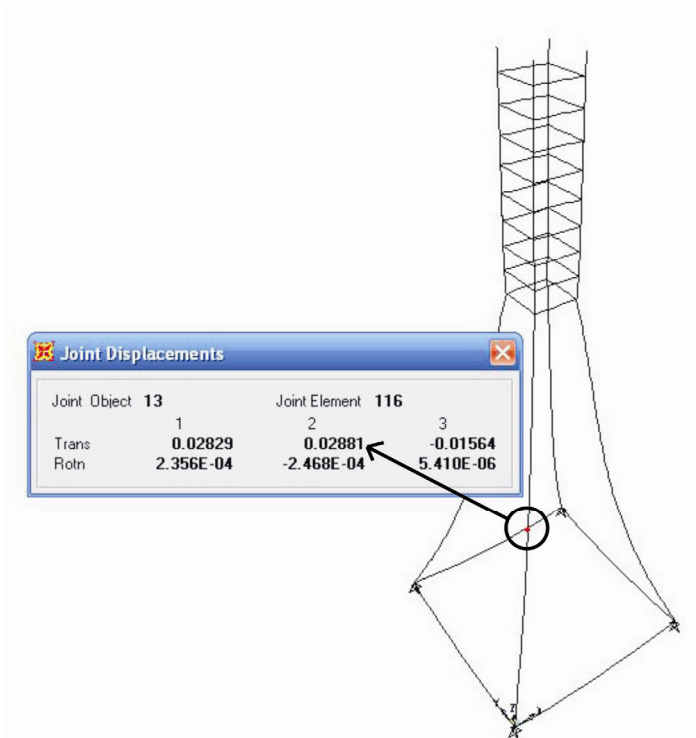 Joint Displacements
Joint Object 13 Joint Element 116
1 2 3
Trans 0.02829 0.02881 -0.01564
Rotn 2.356E-04 -2.468E-04 5.410E-06
Z